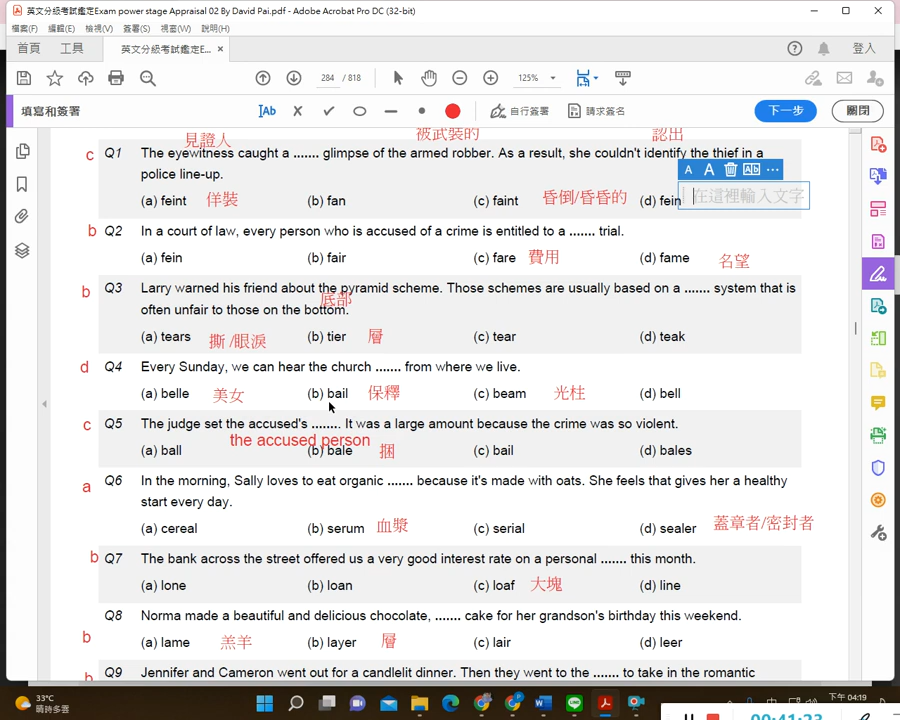 英文分級考試鑑定Exam power stage Appraisal 02 By David Pai.pdf - Adobe Acrobat Pro DC (32-bit)
檔案(F) 編輯(E) 檢視(V) 簽署(S) 視窗(W) 說明(H)
首頁 工具 英文分級考試鑑定E... × 登入
284 / 818 125%
填寫和簽署 Ab 自行簽署 請求簽名 下一步 關閉
見證人 被武裝的 認出
c Q1 The eyewitness caught a ....... glimpse of the armed robber. As a result, she couldn't identify the thief in a
police line-up.
A A
(a) feint 佯裝 (b) fan (c) faint 昏倒/昏昏的 (d) fein 在這裡輸入文字
b Q2 In a court of law, every person who is accused of a crime is entitled to a ....... trial.
(a) fein (b) fair (c) fare 費用 (d) fame 名望
b Q3 Larry warned his friend about the pyramid scheme. Those schemes are usually based on a ....... system that is
底部
often unfair to those on the bottom.
(a) tears 撕 /眼淚 (b) tier 層 (c) tear (d) teak
d Q4 Every Sunday, we can hear the church ....... from where we live.
(a) belle 美女 (b) bail 保釋 (c) beam 光柱 (d) bell
c Q5 The judge set the accused's ....... It was a large amount because the crime was so violent.
the accused person
(a) ball (b) bale 捆 (c) bail (d) bales
a Q6 In the morning, Sally loves to eat organic ....... because it's made with oats. She feels that gives her a healthy
start every day.
(a) cereal (b) serum 血漿 (c) serial (d) sealer 蓋章者/密封者
b Q7 The bank across the street offered us a very good interest rate on a personal ....... this month.
(a) lone (b) loan (c) loaf 大塊 (d) line
Q8 Norma made a beautiful and delicious chocolate, ....... cake for her grandson's birthday this weekend.
b (a) lame 羔羊 (b) layer 層 (c) lair (d) leer
b Q9 Jennifer and Cameron went out for a candlelit dinner. Then they went to the ....... to take in the romantic
33°C
晴時多雲
下午 04:19
00:41:23